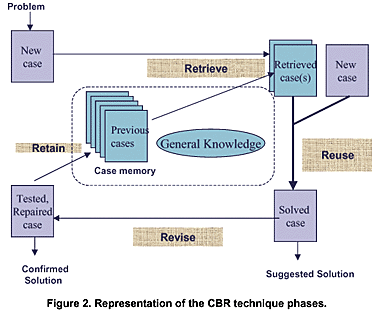 Problem
New
case
Retrieve
Retrieved
case(s)
New
case
Previous
cases
General Knowledge
Retain
Case memory
Reuse
Tested,
Repaired
case
Revise
Solved
case
Confirmed
Solution
Suggested Solution
Figure 2. Representation of the CBR technique phases.